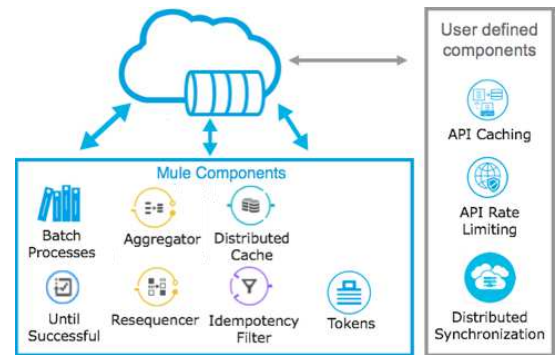 User defined
components
API Caching
API Rate
Limiting
Distributed
Synchronization
Mule Components
Batch
Processes
Aggregator
Distributed
Cache
Until
Successful
Resequencer
Idempotency
Filter
Tokens